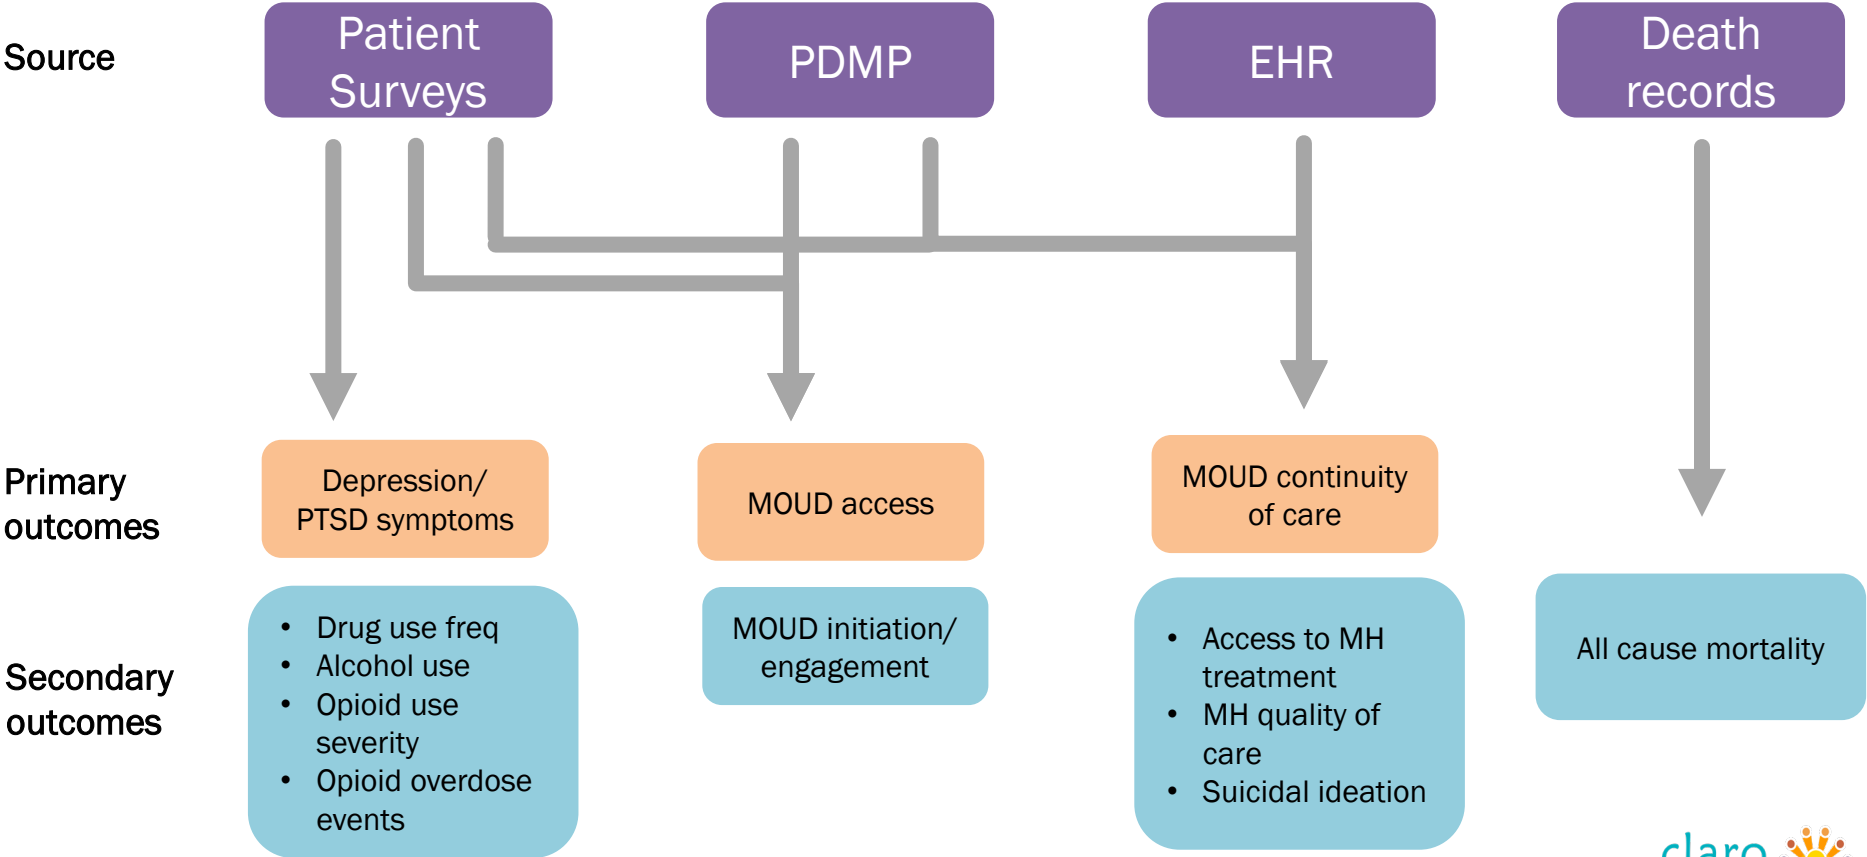 Source
Patient
Surveys
PDMP
EHR
Death
records
Primary
outcomes
Depression/
PTSD symptoms
MOUD access
MOUD continuity
of care
Secondary
outcomes
• Drug use freq
• Alcohol use
• Opioid use
severity
• Opioid overdose
events
MOUD initiation/
engagement
• Access to MH
treatment
• MH quality of
care
• Suicidal ideation
All cause mortality
claro